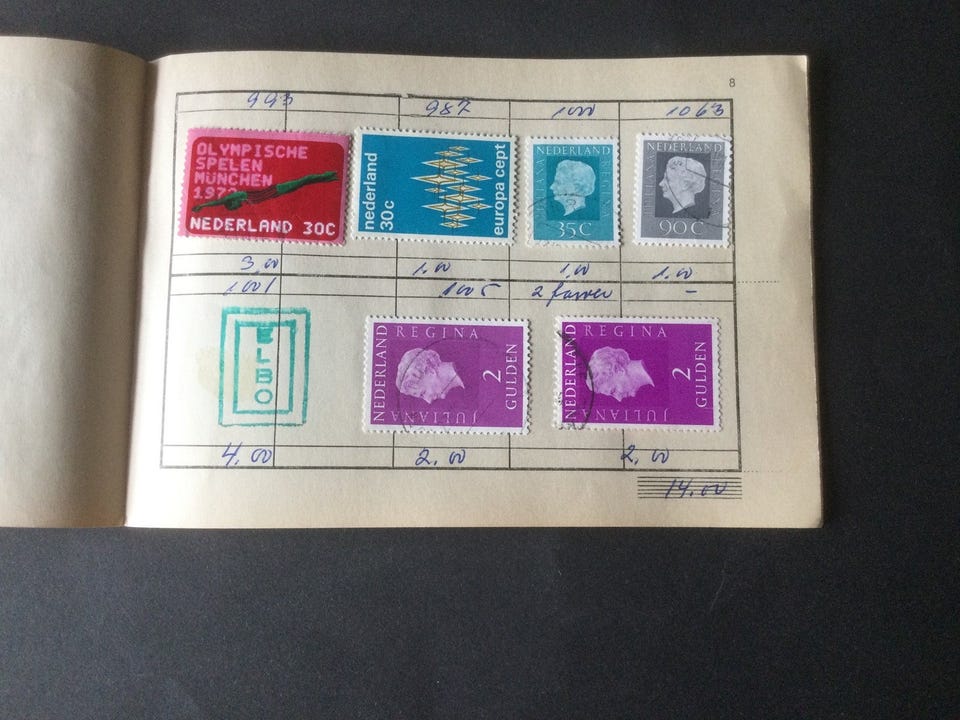 8
993 987 1000 1063
OLYMPISCHE
SPELEN
MÜNCHEN
1972
NEDERLAND 30C
nederland
30c
europa cept
NEDERLAND
JULIANA
REGINA
35C
NEDERLAND
JULIANA
REGINA
90C
3,00 1.00 1.00 1.00
1001 1005 2 -
ELBO
NEDERLAND
REGINA
JULIANA
2
GULDEN
NEDERLAND
REGINA
JULIANA
2
GULDEN
4.00 2.00 2.00
14.00